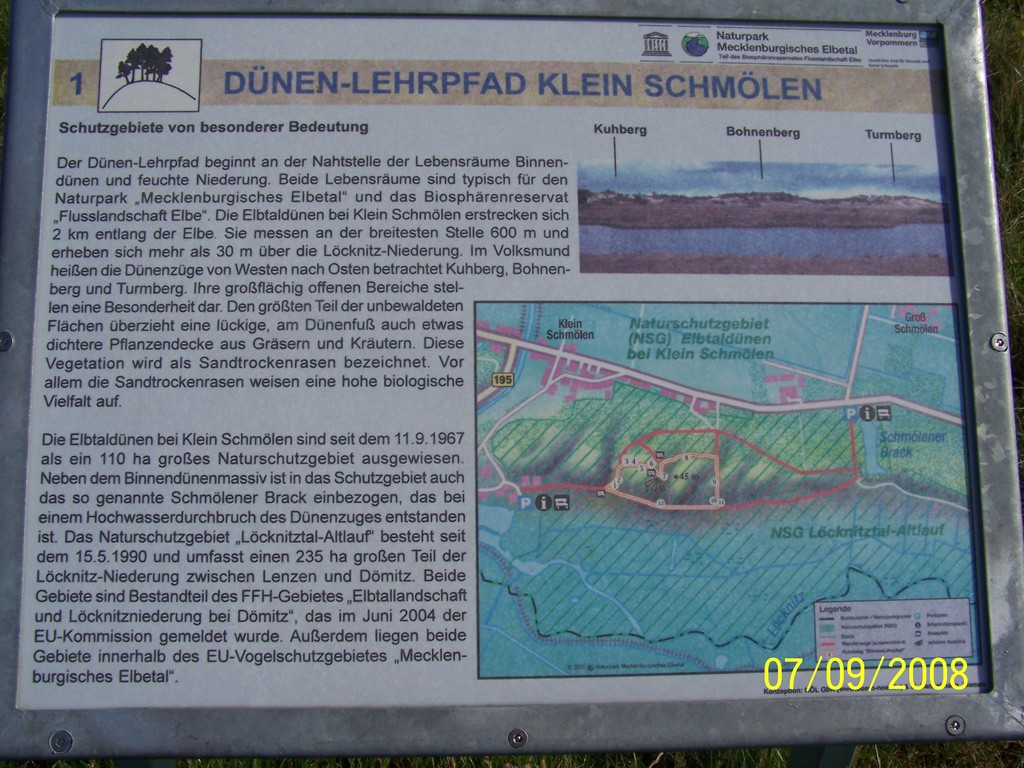 Naturpark
Mecklenburgisches Elbetal
Teil des Biosphärenreservates Flusslandschaft Elbe
Mecklenburg
Vorpommern
1
DÜNEN-LEHRPFAD KLEIN SCHMÖLEN
Schutzgebiete von besonderer Bedeutung
Kuhberg
Bohnenberg
Turmberg
Der Dünen-Lehrpfad beginnt an der Nahtstelle der Lebensräume Binnen-
dünen und feuchte Niederung. Beide Lebensräume sind typisch für den
Naturpark „Mecklenburgisches Elbetal" und das Biosphärenreservat
„Flusslandschaft Elbe". Die Elbtaldünen bei Klein Schmölen erstrecken sich
2 km entlang der Elbe. Sie messen an der breitesten Stelle 600 m und
erheben sich mehr als 30 m über die Löcknitz-Niederung. Im Volksmund
heißen die Dünenzüge von Westen nach Osten betrachtet Kuhberg, Bohnen-
berg und Turmberg. Ihre großflächig offenen Bereiche stel-
len eine Besonderheit dar. Den größten Teil der unbewaldeten
Flächen überzieht eine lückige, am Dünenfuß auch etwas
dichtere Pflanzendecke aus Gräsern und Kräutern. Diese
Vegetation wird als Sandtrockenrasen bezeichnet. Vor
allem die Sandtrockenrasen weisen eine hohe biologische
Vielfalt auf.
Die Elbtaldünen bei Klein Schmölen sind seit dem 11.9.1967
als ein 110 ha großes Naturschutzgebiet ausgewiesen.
Neben dem Binnendünenmassiv ist in das Schutzgebiet auch
das so genannte Schmölener Brack einbezogen, das bei
einem Hochwasserdurchbruch des Dünenzuges entstanden
ist. Das Naturschutzgebiet „Löcknitztal-Altlauf" besteht seit
dem 15.5.1990 und umfasst einen 235 ha großen Teil der
Löcknitz-Niederung zwischen Lenzen und Dömitz. Beide
Gebiete sind Bestandteil des FFH-Gebietes „Elbtallandschaft
und Löcknitzniederung bei Dömitz", das im Juni 2004 der
EU-Kommission gemeldet wurde. Außerdem liegen beide
Gebiete innerhalb des EU-Vogelschutzgebietes „Mecklen-
burgisches Elbetal".
Klein
Schmölen
Naturschutzgebiet
(NSG) Elbtaldünen
bei Klein Schmölen
Groß
Schmölen
195
P i
Schmölener
Brack
45 m
P i
NSG Löcknitztal-Altlauf
Löcknitz
Legende
Naturpark Mecklenburgisches Elbetal
Konzeption:
07/09/2008